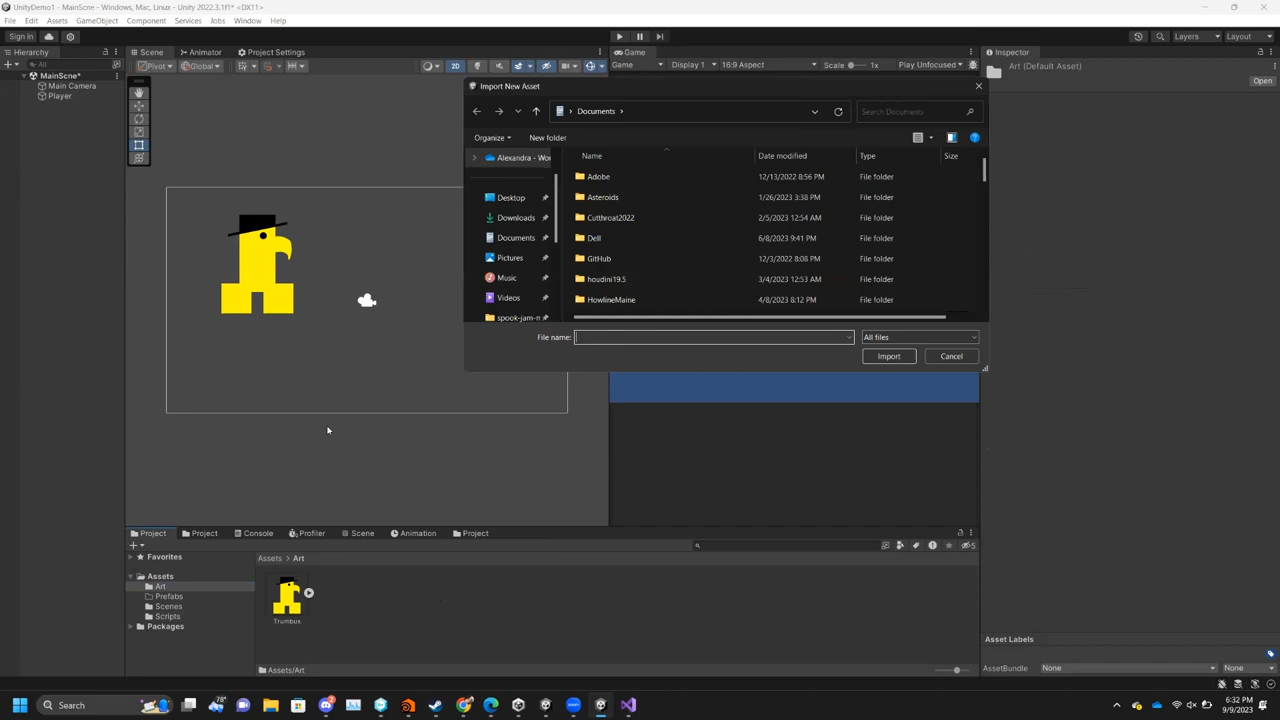 UnityDemo1 - MainScne - Windows, Mac, Linux - Unity 2022.3.1f1* <DX11>
File Edit Assets GameObject Component Services Jobs Window Help
Sign in Layers Layout
Hierarchy Scene Animator Project Settings Game Inspector
All Pivot Global 2D Game Display 1 16:9 Aspect Scale 1x Play Unfocused Art (Default Asset)
MainScne*
Main Camera
Player
Open
Import New Asset
Documents Search Documents
Organize New folder
Alexandra - Wor Name Date modified Type Size
Adobe 12/13/2022 8:56 PM File folder
Desktop Asteroids 1/26/2023 3:38 PM File folder
Downloads Cutthroat2022 2/5/2023 12:54 AM File folder
Documents Dell 6/8/2023 9:41 PM File folder
Pictures GitHub 12/3/2022 8:08 PM File folder
Music houdini19.5 3/4/2023 12:53 AM File folder
Videos HowlineMaine 4/8/2023 8:12 PM File folder
spook-jam-m
File name: All files
Import Cancel
Project Project Console Profiler Scene Animation Project
5
Favorites Assets > Art
Assets
Art
Prefabs
Scenes
Scripts
Packages
Trumbus
Asset Labels
Assets/Art AssetBundle None None
Search 78° 6:32 PM
9/9/2023